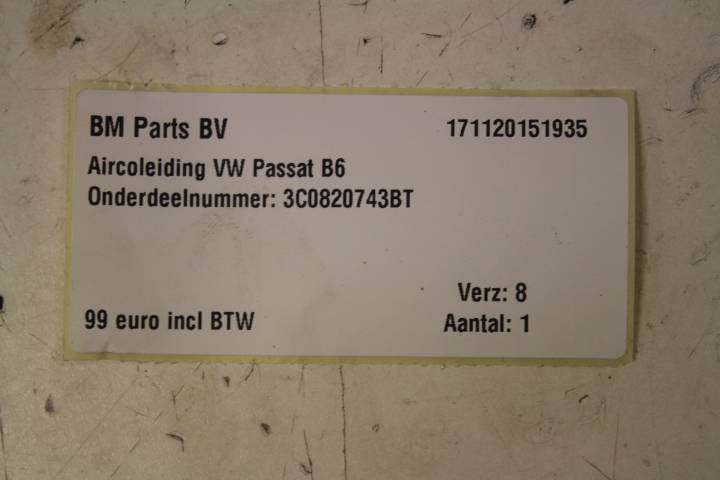 BM Parts BV 171120151935
Aircoleiding VW Passat B6
Onderdeelnummer: 3C0820743BT
Verz: 8
99 euro incl BTW Aantal: 1